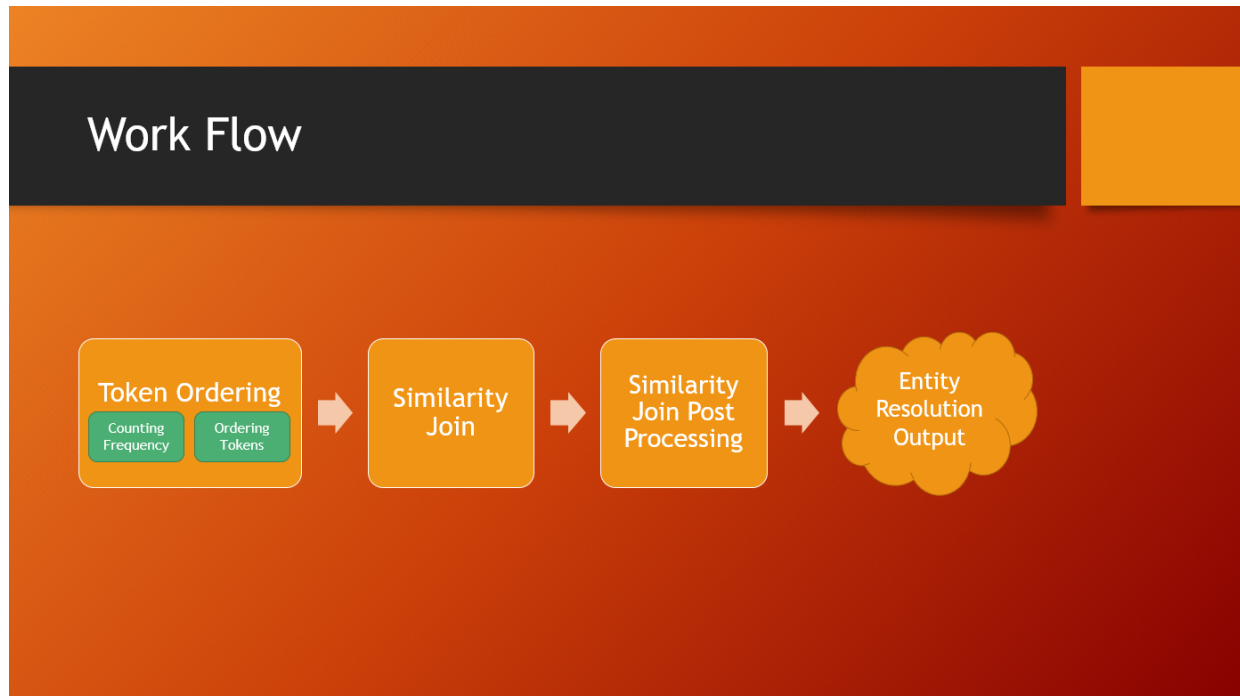 Work Flow
Token Ordering
Counting
Frequency
Ordering
Tokens
Similarity
Join
Similarity
Join Post
Processing
Entity
Resolution
Output